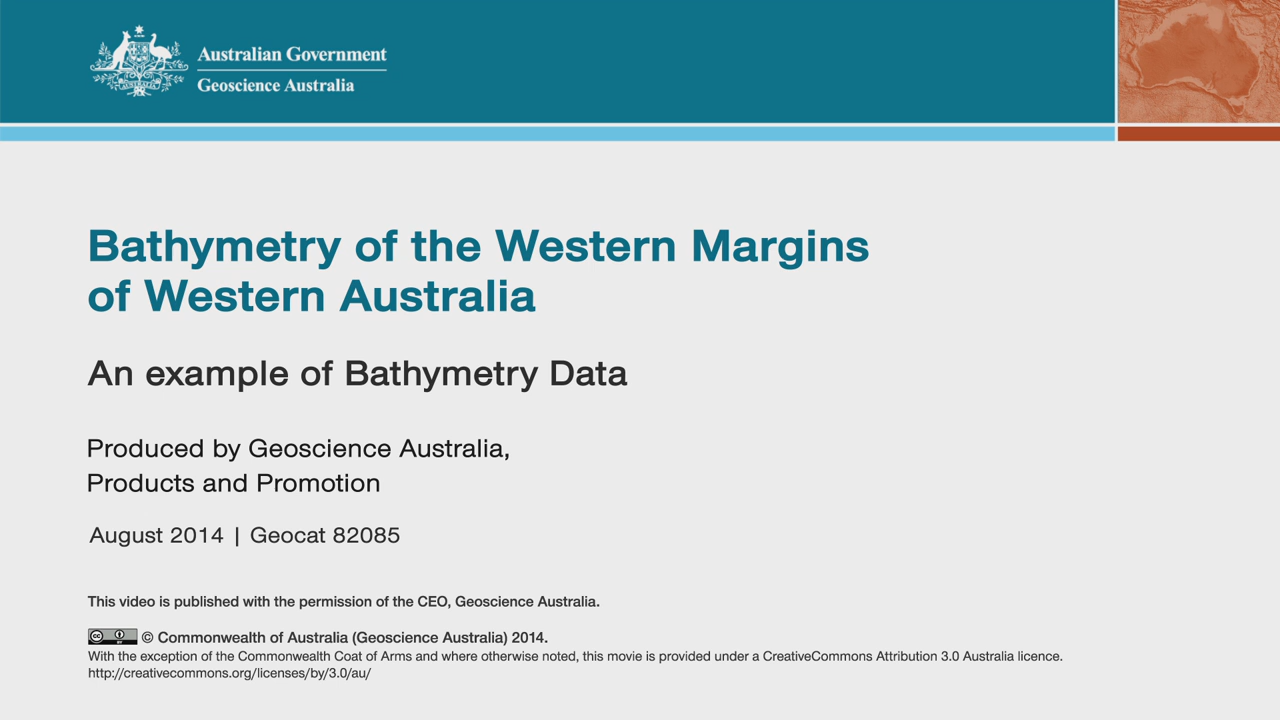 Australian Government
Geoscience Australia
Bathymetry of the Western Margins
of Western Australia
An example of Bathymetry Data
Produced by Geoscience Australia,
Products and Promotion
August 2014 | Geocat 82085
This video is published with the permission of the CEO, Geoscience Australia.
© Commonwealth of Australia (Geoscience Australia) 2014.
With the exception of the Commonwealth Coat of Arms and where otherwise noted, this movie is provided under a CreativeCommons Attribution 3.0 Australia licence.
http://creativecommons.org/licenses/by/3.0/au/